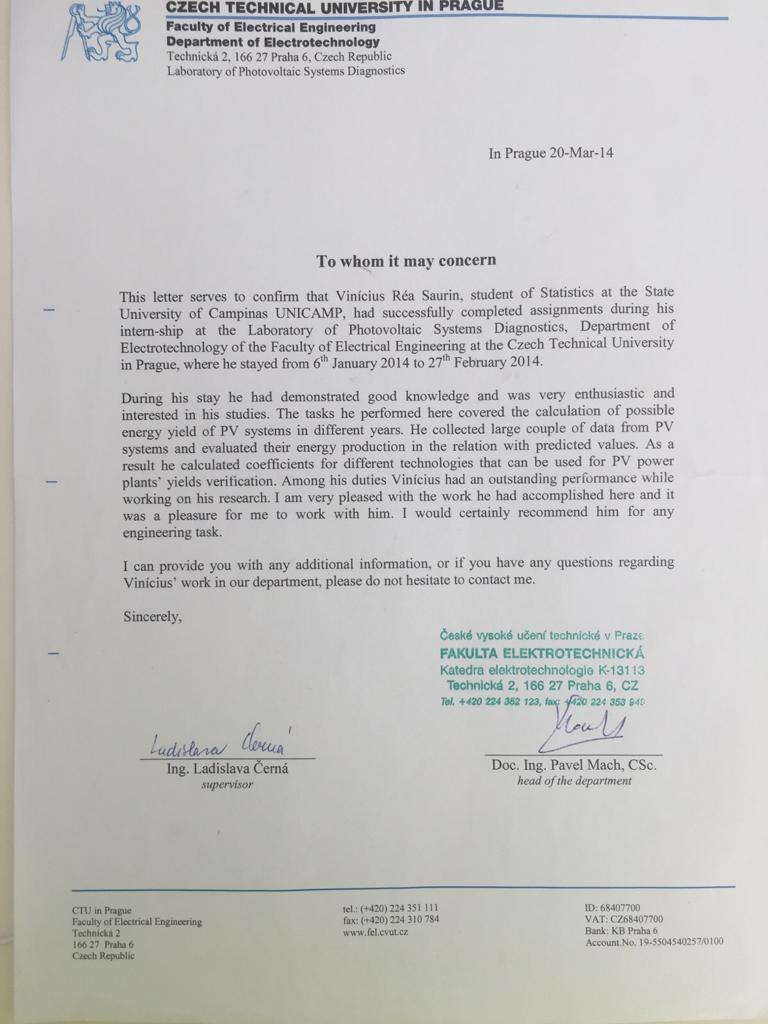 CZECH TECHNICAL UNIVERSITY IN PRAGUE
Faculty of Electrical Engineering
Department of Electrotechnology
Technická 2, 166 27 Praha 6, Czech Republic
Laboratory of Photovoltaic Systems Diagnostics
In Prague 20-Mar-14
To whom it may concern
This letter serves to confirm that Vinícius Réa Saurin, student of Statistics at the State
University of Campinas UNICAMP, had successfully completed assignments during his
intern-ship at the Laboratory of Photovoltaic Systems Diagnostics, Department of
Electrotechnology of the Faculty of Electrical Engineering at the Czech Technical University
in Prague, where he stayed from 6th January 2014 to 27th February 2014.
During his stay he had demonstrated good knowledge and was very enthusiastic and
interested in his studies. The tasks he performed here covered the calculation of possible
energy yield of PV systems in different years. He collected large couple of data from PV
systems and evaluated their energy production in the relation with predicted values. As a
result he calculated coefficients for different technologies that can be used for PV power
plants' yields verification. Among his duties Vinícius had an outstanding performance while
working on his research. I am very pleased with the work he had accomplished here and it
was a pleasure for me to work with him. I would certainly recommend him for any
engineering task.
I can provide you with any additional information, or if you have any questions regarding
Vinícius' work in our department, please do not hesitate to contact me.
Sincerely,
České vysoké učení technické v Praze
FAKULTA ELEKTROTECHNICKÁ
Katedra elektrotechnologie K-13113
Technická 2, 166 27 Praha 6, CZ
Tel. +420 224 352 123, fax: +420 224 353 949
Ladislava Černá
Ing. Ladislava Černá
supervisor
Doc. Ing. Pavel Mach, CSc.
head of the department
CTU in Prague
Faculty of Electrical Engineering
Technická 2
166 27 Praha 6
Czech Republic
tel.: (+420) 224 351 111
fax: (+420) 224 310 784
www.fel.cvut.cz
ID: 68407700
VAT: CZ68407700
Bank: KB Praha 6
Account.No. 19-5504540257/0100